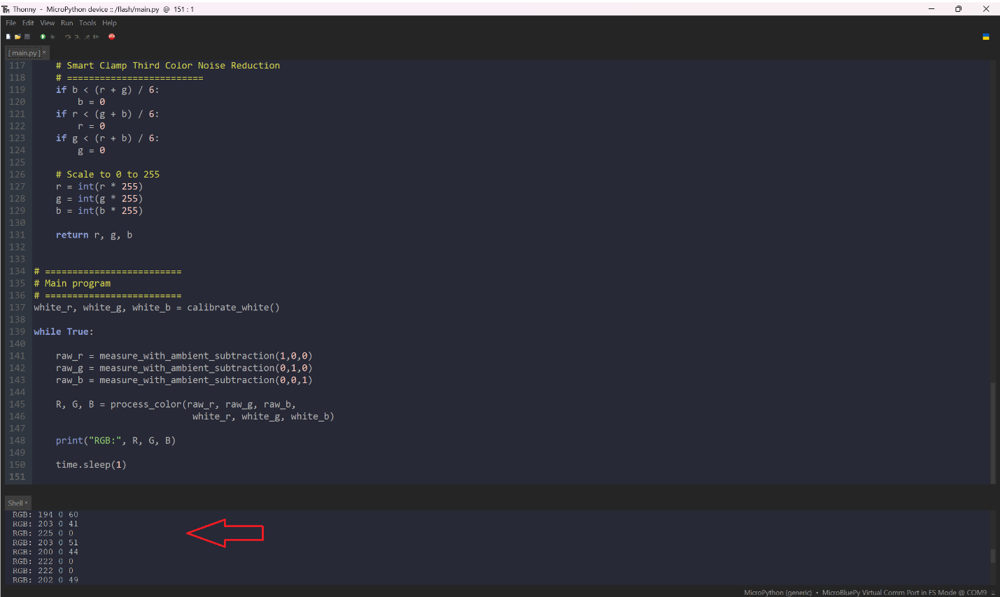 Thonny - MicroPython device :: /flash/main.py @ 151 : 1
File Edit View Run Tools Help
[ main.py ] ×
117 # Smart Clamp Third Color Noise Reduction
118 # =========================
119 if b < (r + g) / 6:
120 b = 0
121 if r < (g + b) / 6:
122 r = 0
123 if g < (r + b) / 6:
124 g = 0
125
126 # Scale to 0 to 255
127 r = int(r * 255)
128 g = int(g * 255)
129 b = int(b * 255)
130
131 return r, g, b
132
133
134 # =========================
135 # Main program
136 # =========================
137 white_r, white_g, white_b = calibrate_white()
138
139 while True:
140
141 raw_r = measure_with_ambient_subtraction(1,0,0)
142 raw_g = measure_with_ambient_subtraction(0,1,0)
143 raw_b = measure_with_ambient_subtraction(0,0,1)
144
145 R, G, B = process_color(raw_r, raw_g, raw_b,
146 white_r, white_g, white_b)
147
148 print("RGB:", R, G, B)
149
150 time.sleep(1)
151
Shell ×
RGB: 194 0 60
RGB: 203 0 41
RGB: 225 0 0
RGB: 203 0 51
RGB: 200 0 44
RGB: 222 0 0
RGB: 222 0 0
RGB: 202 0 49
MicroPython (generic) • MicroBluePy Virtual Comm Port in FS Mode @ COM9 ≡